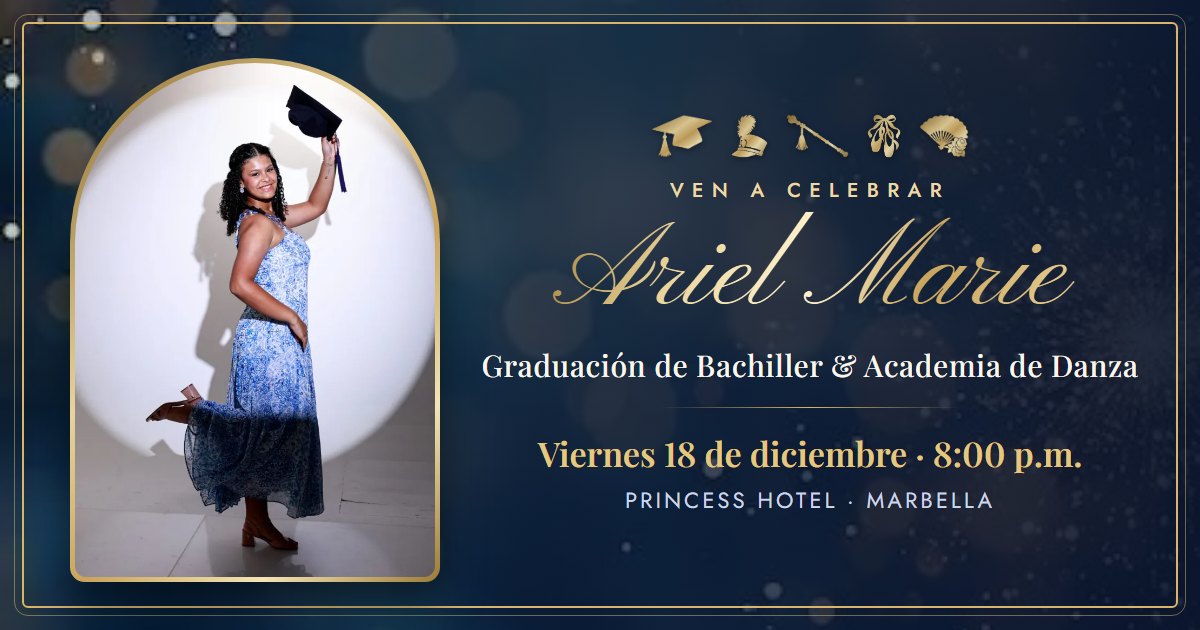 VEN A CELEBRAR
Ariel Marie
Graduación de Bachiller & Academia de Danza
Viernes 18 de diciembre · 8:00 p.m.
PRINCESS HOTEL · MARBELLA